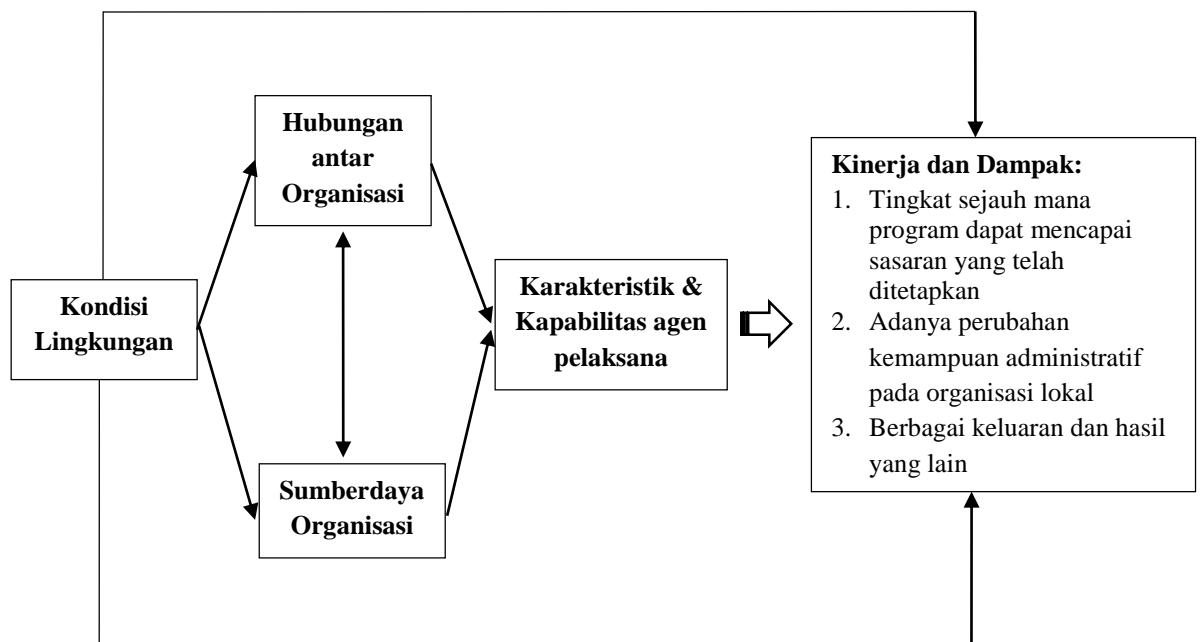 Hubungan
antar
Organisasi
Kondisi
Lingkungan
Sumberdaya
Organisasi
Karakteristik &
Kapabilitas agen
pelaksana
Kinerja dan Dampak:
1. Tingkat sejauh mana
program dapat mencapai
sasaran yang telah
ditetapkan
2. Adanya perubahan
kemampuan administratif
pada organisasi lokal
3. Berbagai keluaran dan hasil
yang lain